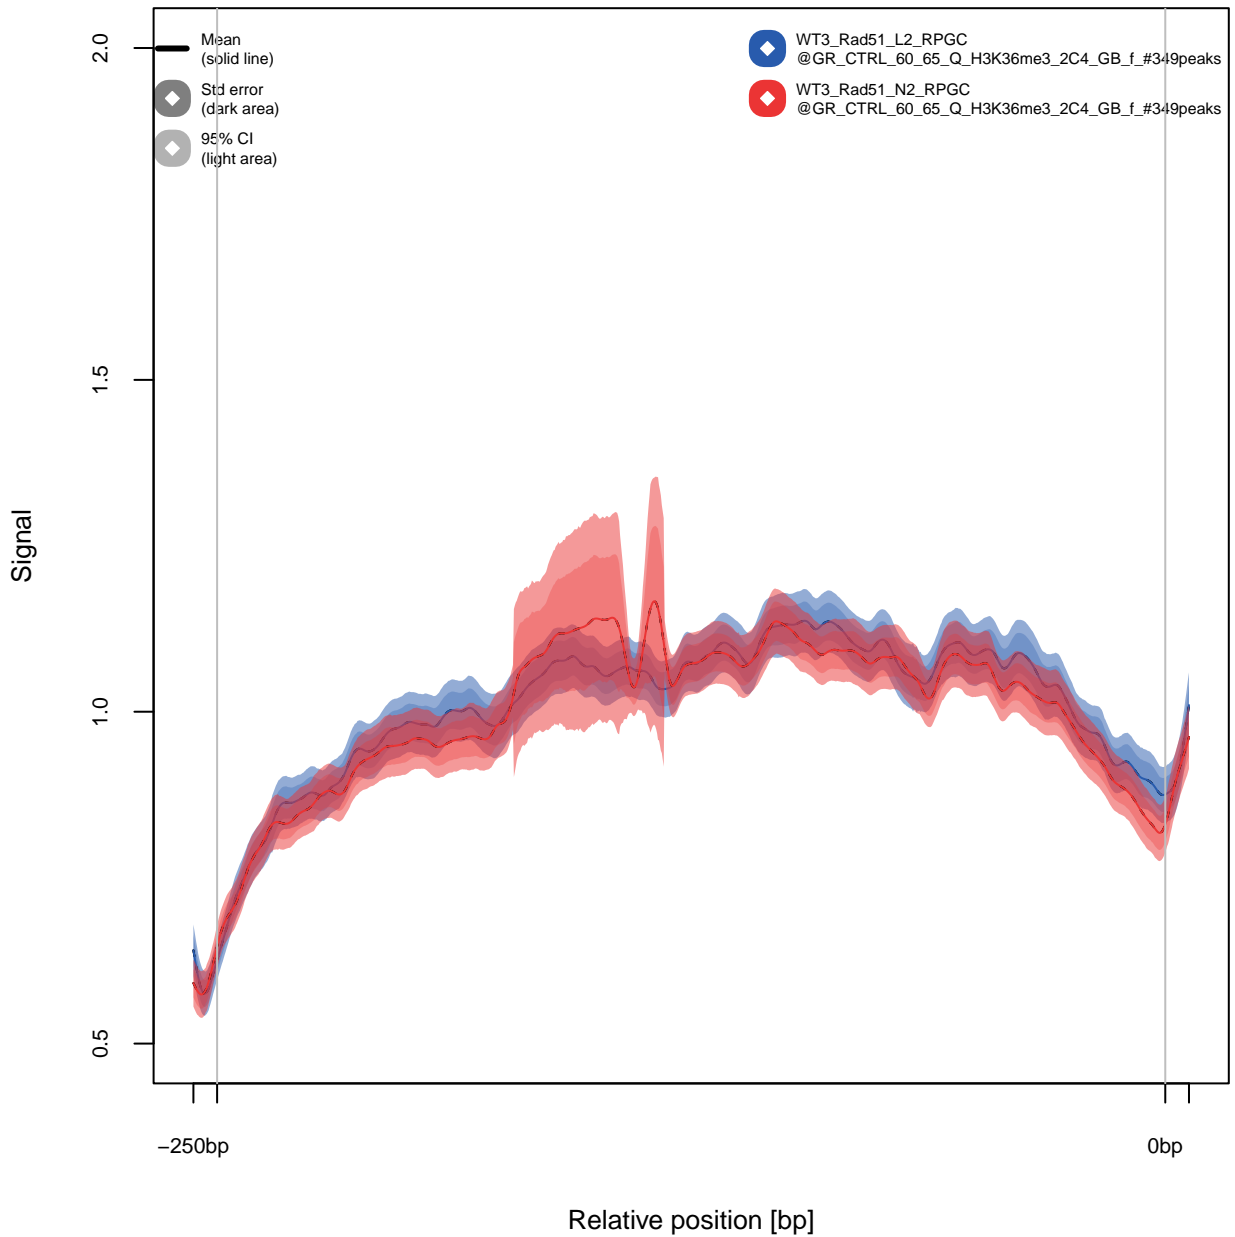 Mean
(solid line)
Std error
(dark area)
95% CI
(light area)
WT3_Rad51_L2_RPGC
@GR_CTRL_60_65_Q_H3K36me3_2C4_GB_f_#349peaks
WT3_Rad51_N2_RPGC
@GR_CTRL_60_65_Q_H3K36me3_2C4_GB_f_#349peaks
2.0
1.5
1.0
0.5
Signal
−250bp
0bp
Relative position [bp]